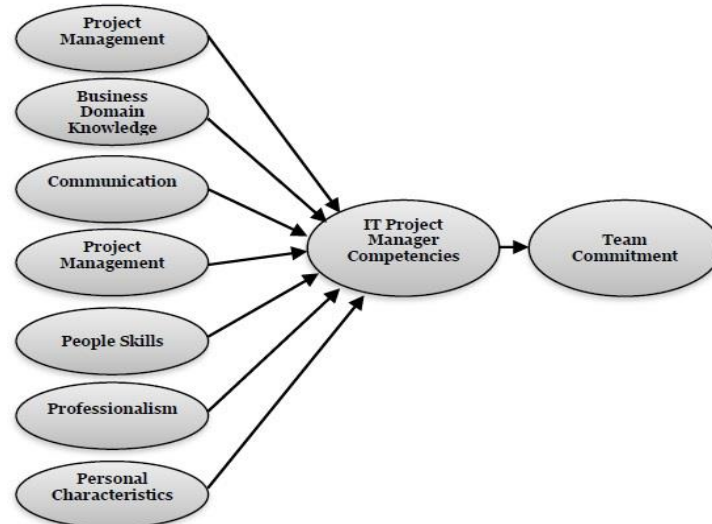 Project
Management
Business
Domain
Knowledge
Communication
Project
Management
People Skills
Professionalism
Personal
Characteristics
IT Project
Manager
Competencies
Team
Commitment